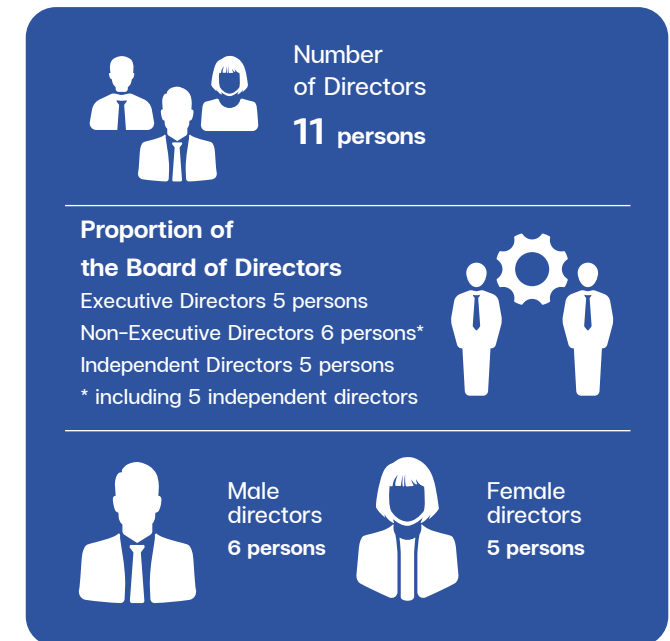 Number
of Directors
11 persons
Proportion of
the Board of Directors
Executive Directors 5 persons
Non-Executive Directors 6 persons*
Independent Directors 5 persons
* including 5 independent directors
Male
directors
6 persons
Female
directors
5 persons